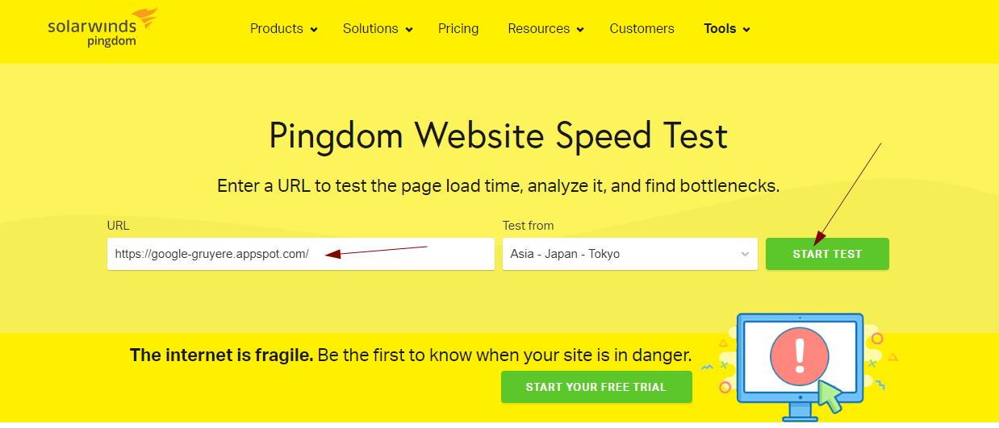 solarwinds
pingdom
Products Solutions Pricing Resources Customers Tools
Pingdom Website Speed Test
Enter a URL to test the page load time, analyze it, and find bottlenecks.
URL Test from
https://google-gruyere.appspot.com/ Asia - Japan - Tokyo START TEST
The internet is fragile. Be the first to know when your site is in danger.
START YOUR FREE TRIAL
!